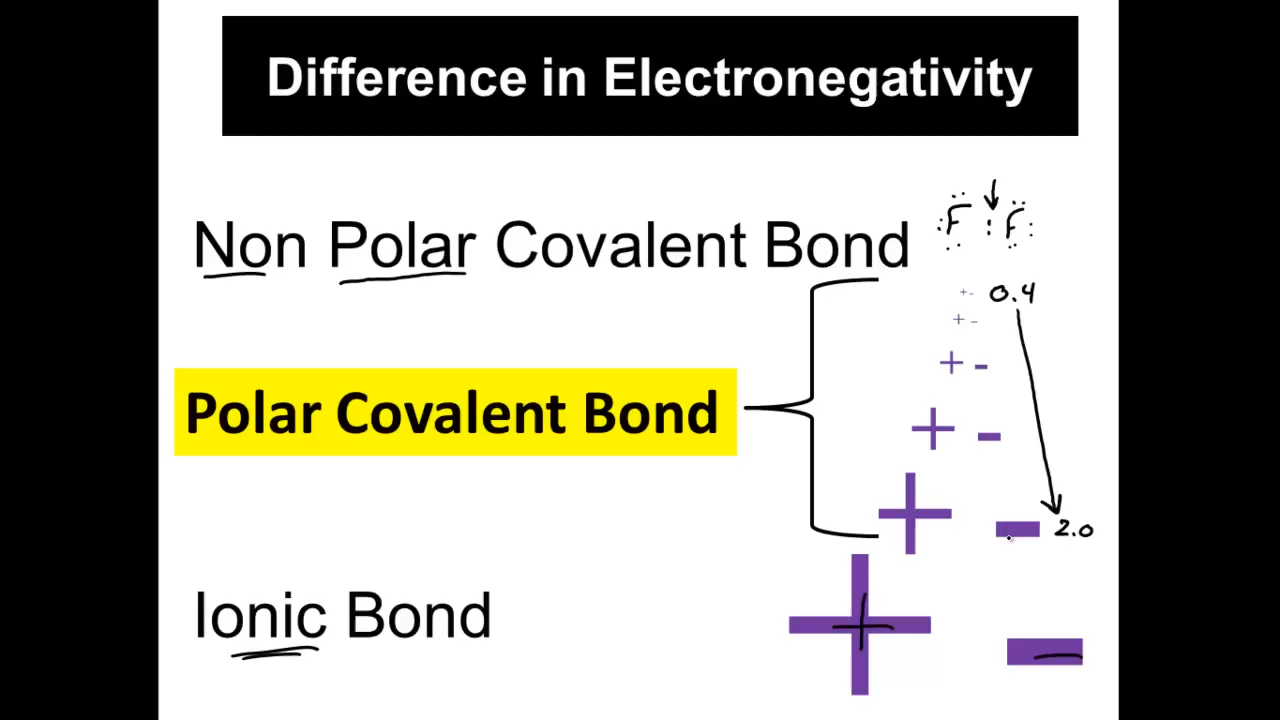 Difference in Electronegativity
Non Polar Covalent Bond
F : F
+ - 0.4
+ -
+ -
Polar Covalent Bond
+ -
+ - 2.0
Ionic Bond
+ -